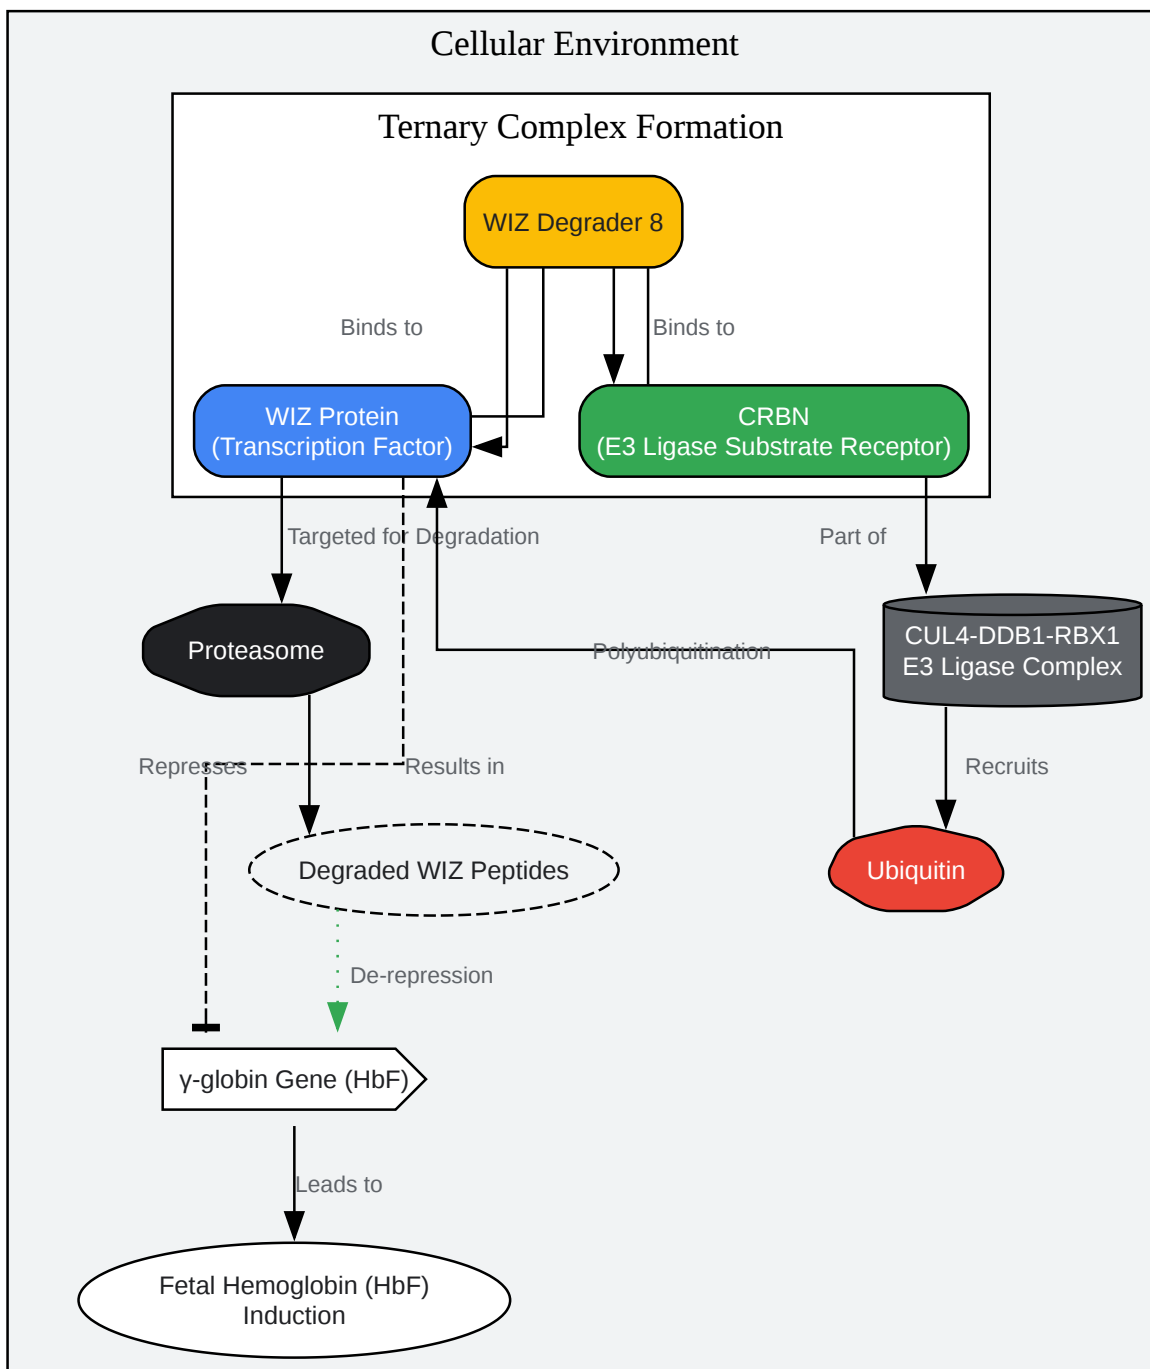 Cellular Environment
Ternary Complex Formation
WIZ Degrader 8
Binds to
Binds to
WIZ Protein
(Transcription Factor)
CRBN
(E3 Ligase Substrate Receptor)
Targeted for Degradation
Part of
Proteasome
Polyubiquitination
CUL4-DDB1-RBX1
E3 Ligase Complex
Represses
Results in
Recruits
Degraded WIZ Peptides
Ubiquitin
De-repression
γ-globin Gene (HbF)
Leads to
Fetal Hemoglobin (HbF)
Induction